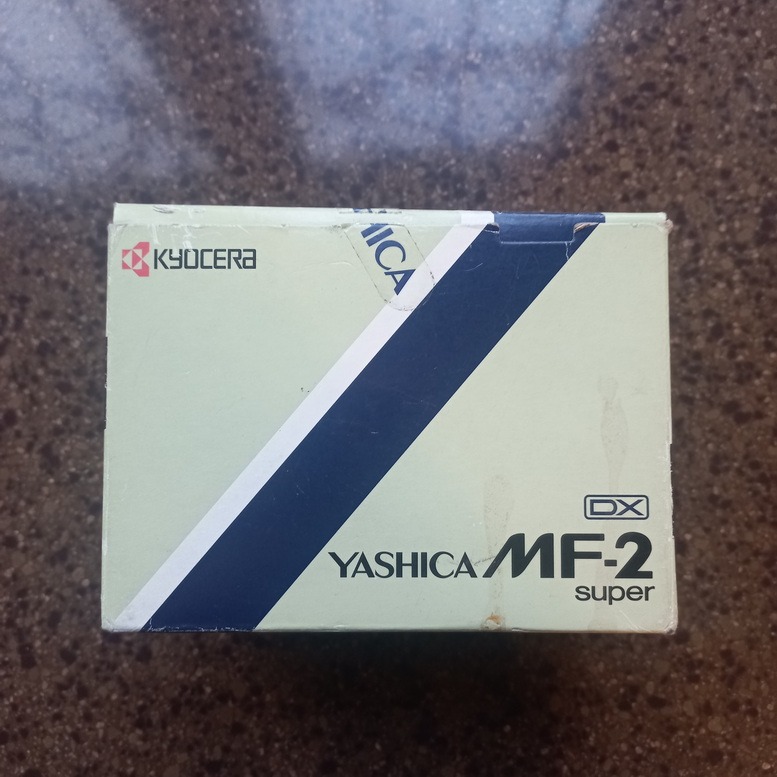 KYOCERA
HICA
DX
YASHICA MF-2
super